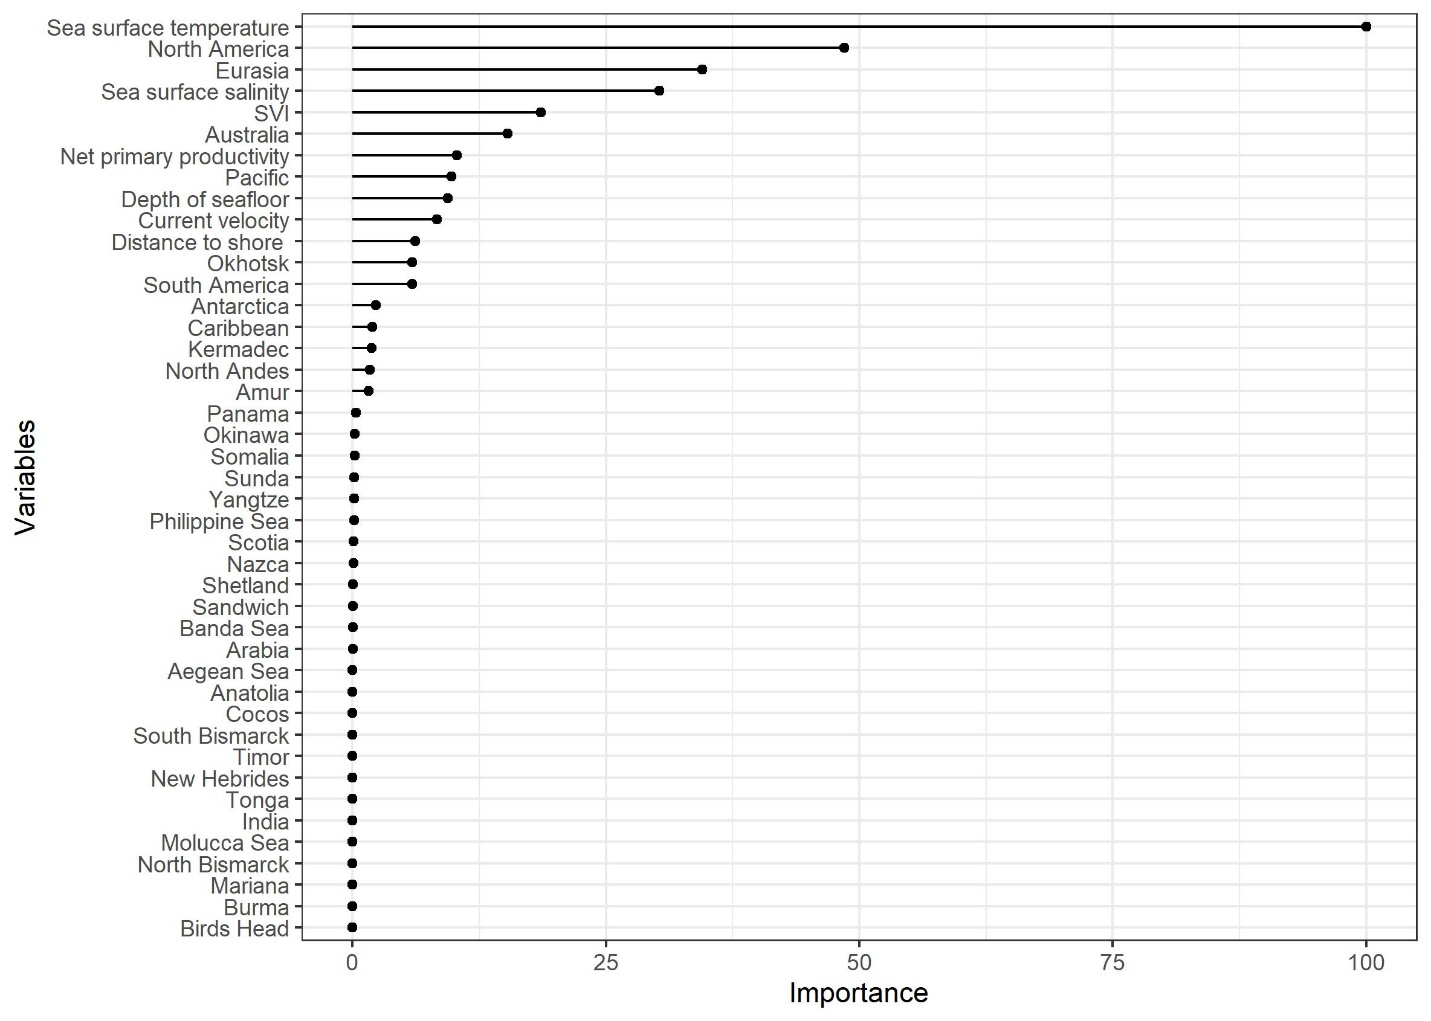 Sea surface temperature
North America
Eurasia
Sea surface salinity
SVI
Australia
Net primary productivity
Pacific
Depth of seafloor
Current velocity
Distance to shore
Okhotsk
South America
Antarctica
Caribbean
Kermadec
North Andes
Amur
Panama
Okinawa
Somalia
Sunda
Yangtze
Philippine Sea
Scotia
Nazca
Shetland
Sandwich
Banda Sea
Arabia
Aegean Sea
Anatolia
Cocos
South Bismarck
Timor
New Hebrides
Tonga
India
Molucca Sea
North Bismarck
Mariana
Burma
Birds Head
Variables
0 25 50 75 100
Importance